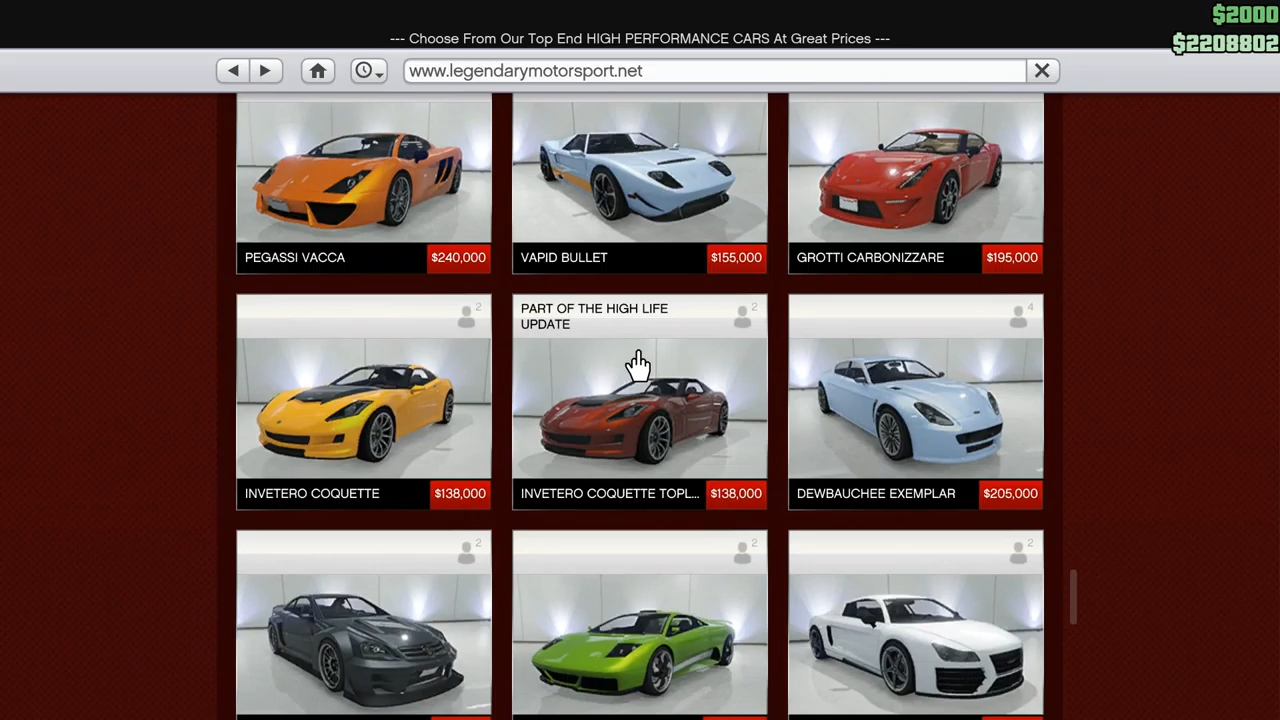 $2000
--- Choose From Our Top End HIGH PERFORMANCE CARS At Great Prices ---
$2208802
www.legendarymotorsport.net
PEGASSI VACCA $240,000
VAPID BULLET $155,000
GROTTI CARBONIZZARE $195,000
2
PART OF THE HIGH LIFE
UPDATE
2
4
INVETERO COQUETTE $138,000
INVETERO COQUETTE TOPL... $138,000
DEWBAUCHEE EXEMPLAR $205,000
2
2
2